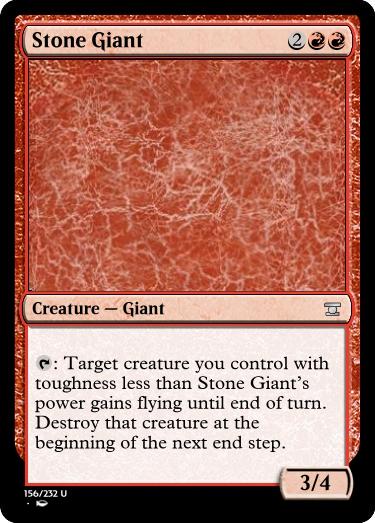 Stone Giant 2
Creature — Giant
: Target creature you control with
toughness less than Stone Giant's
power gains flying until end of turn.
Destroy that creature at the
beginning of the next end step.
3/4
156/232 U